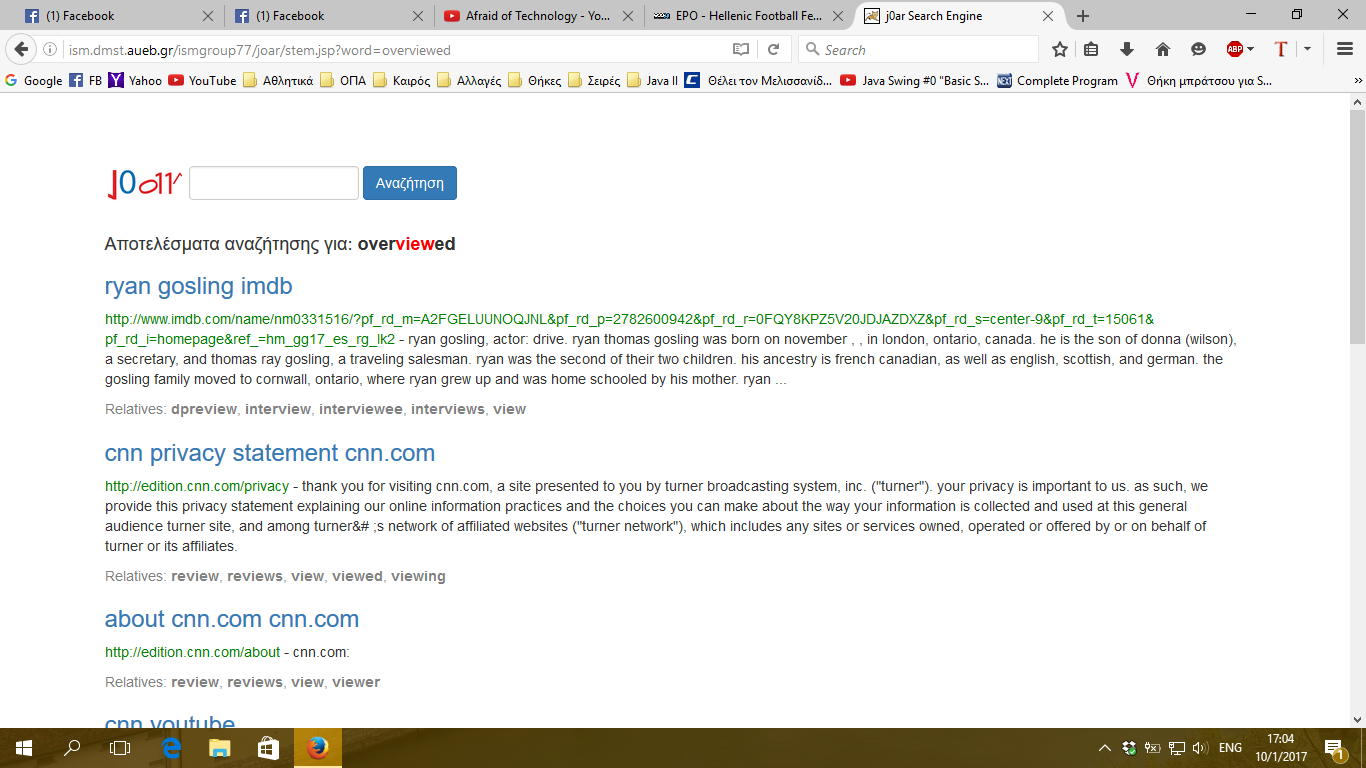 (1) Facebook
(1) Facebook
Afraid of Technology - Yo...
EPO - Hellenic Football Fe...
j0ar Search Engine
ism.dmst.aueb.gr/ismgroup77/joar/stem.jsp?word=overviewed
Search
ABP
T
Google
FB
Yahoo
YouTube
Αθλητικά
ΟΠΑ
Καιρός
Αλλαγές
Θήκες
Σειρές
Java II
Θέλει τον Μελισσανίδ...
Java Swing #0 "Basic S...
Complete Program
Θήκη μπράτσου για S...
j0arr
Αναζήτηση
Αποτελέσματα αναζήτησης για: overviewed
ryan gosling imdb
http://www.imdb.com/name/nm0331516/?pf_rd_m=A2FGELUUNOQJNL&pf_rd_p=2782600942&pf_rd_r=0FQY8KPZ5V20JDJAZDXZ&pf_rd_s=center-9&pf_rd_t=15061&
pf_rd_i=homepage&ref_=hm_gg17_es_rg_lk2 - ryan gosling, actor: drive. ryan thomas gosling was born on november , , in london, ontario, canada. he is the son of donna (wilson),
a secretary, and thomas ray gosling, a traveling salesman. ryan was the second of their two children. his ancestry is french canadian, as well as english, scottish, and german. the
gosling family moved to cornwall, ontario, where ryan grew up and was home schooled by his mother. ryan ...
Relatives: dpreview, interview, interviewee, interviews, view
cnn privacy statement cnn.com
http://edition.cnn.com/privacy - thank you for visiting cnn.com, a site presented to you by turner broadcasting system, inc. ("turner"). your privacy is important to us. as such, we
provide this privacy statement explaining our online information practices and the choices you can make about the way your information is collected and used at this general
audience turner site, and among turner&# ;s network of affiliated websites ("turner network"), which includes any sites or services owned, operated or offered by or on behalf of
turner or its affiliates.
Relatives: review, reviews, view, viewed, viewing
about cnn.com cnn.com
http://edition.cnn.com/about - cnn.com:
Relatives: review, reviews, view, viewer
cnn youtube
ENG
17:04
10/1/2017
1